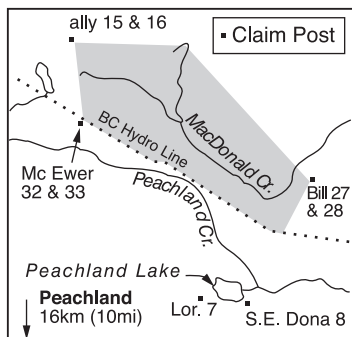 ally 15 & 16
Claim Post
MacDonald Cr.
BC Hydro Line
Mc Ewer
32 & 33
Peachland Cr.
Bill 27
& 28
Peachland Lake
Peachland
16km (10mi)
Lor. 7
S.E. Dona 8